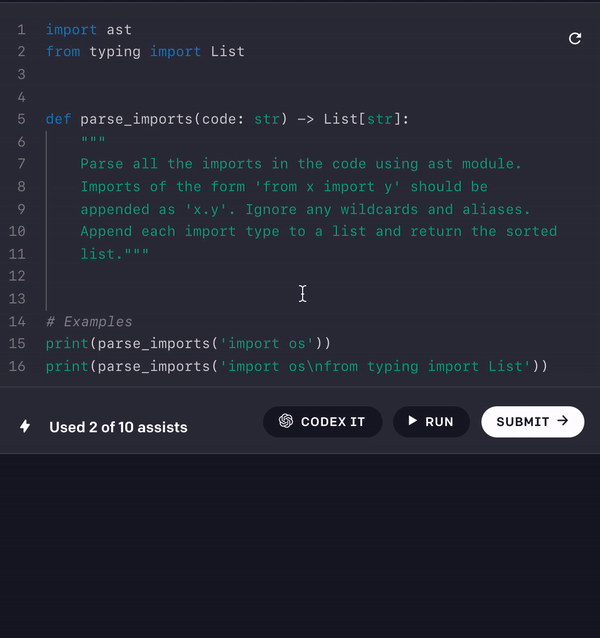 1 import ast
2 from typing import List
3
4
5 def parse_imports(code: str) -> List[str]:
6 """
7 Parse all the imports in the code using ast module.
8 Imports of the form 'from x import y' should be
9 appended as 'x.y'. Ignore any wildcards and aliases.
10 Append each import type to a list and return the sorted
11 list."""
12
13
14 # Examples
15 print(parse_imports('import os'))
16 print(parse_imports('import os\nfrom typing import List'))
Used 2 of 10 assists CODEX IT RUN SUBMIT